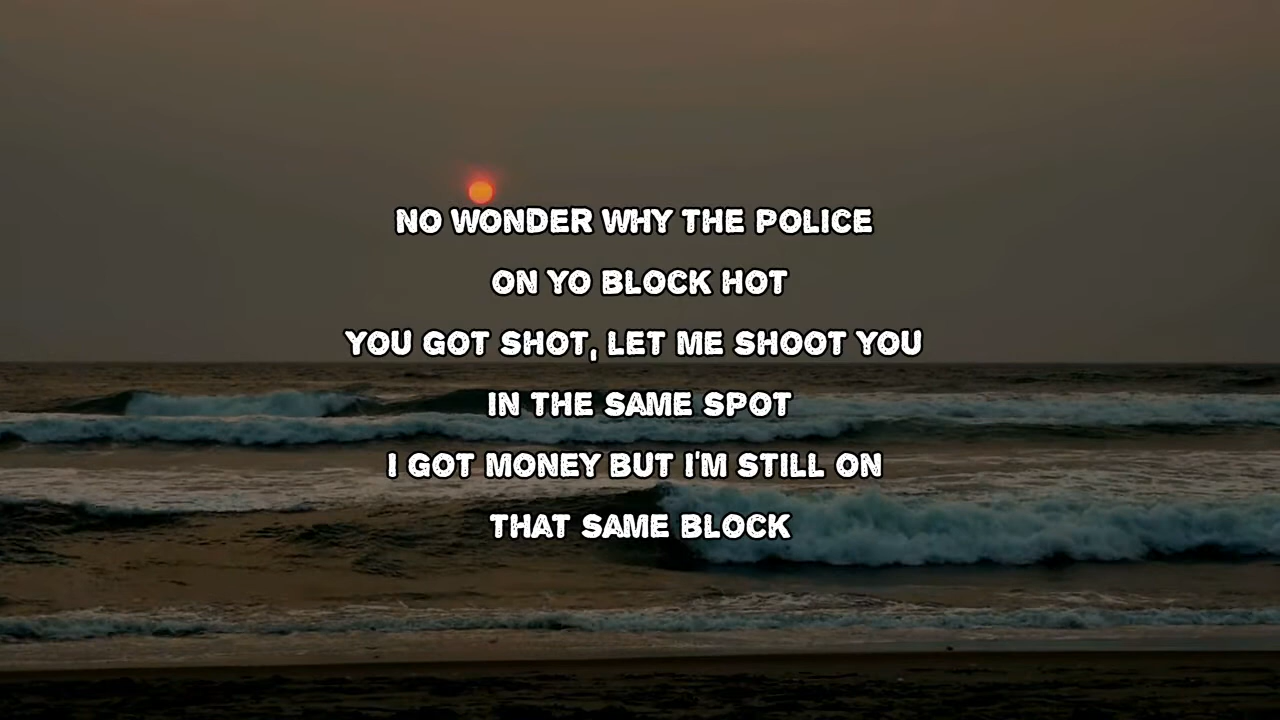 NO WONDER WHY THE POLICE
ON YO BLOCK HOT
YOU GOT SHOT, LET ME SHOOT YOU
IN THE SAME SPOT
I GOT MONEY BUT I'M STILL ON
THAT SAME BLOCK